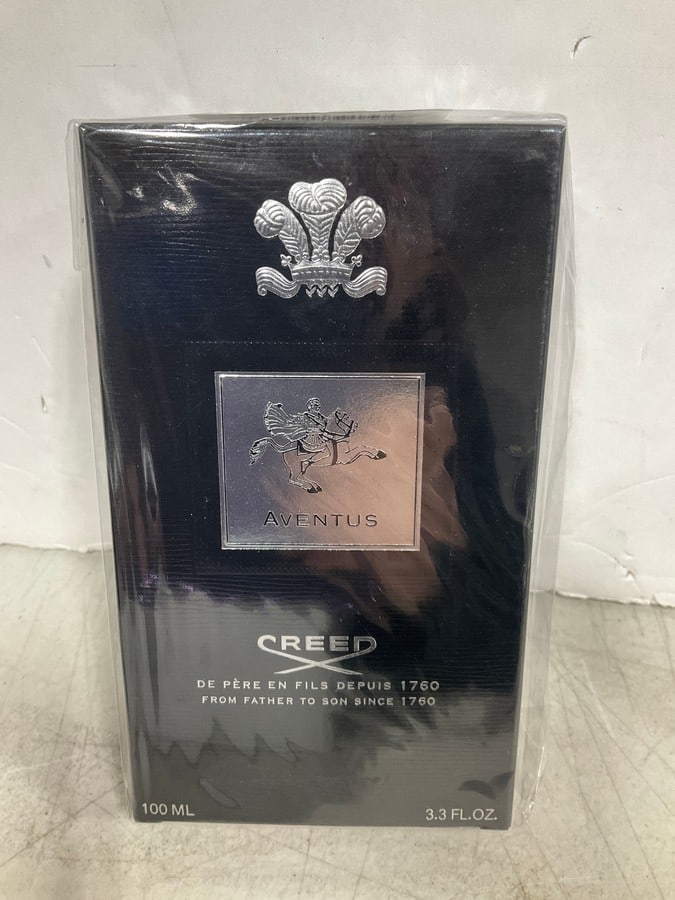 AVENTUS
CREED
DE PÈRE EN FILS DEPUIS 1760
FROM FATHER TO SON SINCE 1760
100 ML
3.3 FL.OZ.